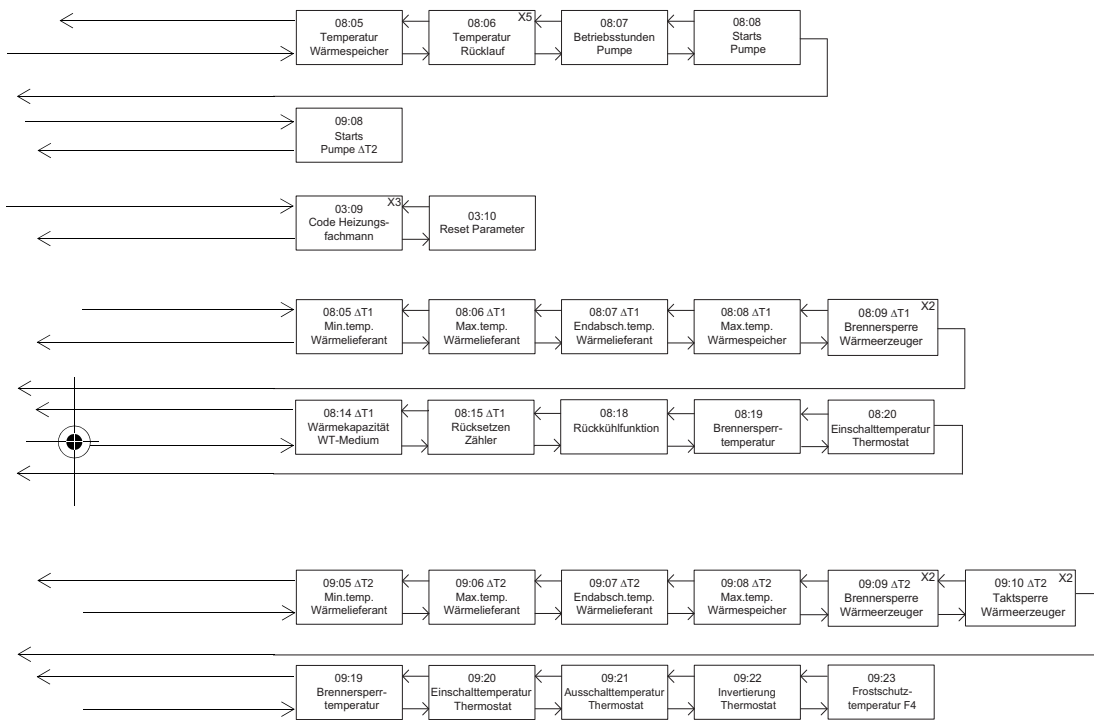 08:05
Temperatur
Wärmespeicher
X5
08:06
Temperatur
Rücklauf
08:07
Betriebsstunden
Pumpe
08:08
Starts
Pumpe
09:08
Starts
Pumpe ΔT2
X3
03:09
Code Heizungs-
fachmann
03:10
Reset Parameter
08:05 ΔT1
Min.temp.
Wärmelieferant
08:06 ΔT1
Max.temp.
Wärmelieferant
08:07 ΔT1
Endabsch.temp.
Wärmelieferant
08:08 ΔT1
Max.temp.
Wärmespeicher
X2
08:09 ΔT1
Brennersperre
Wärmeerzeuger
08:14 ΔT1
Wärmekapazität
WT-Medium
08:15 ΔT1
Rücksetzen
Zähler
08:18
Rückkühlfunktion
08:19
Brennersperr-
temperatur
08:20
Einschalttemperatur
Thermostat
09:05 ΔT2
Min.temp.
Wärmelieferant
09:06 ΔT2
Max.temp.
Wärmelieferant
09:07 ΔT2
Endabsch.temp.
Wärmelieferant
09:08 ΔT2
Max.temp.
Wärmespeicher
X2
09:09 ΔT2
Brennersperre
Wärmeerzeuger
X2
09:10 ΔT2
Taktsperre
Wärmeerzeuger
09:19
Brennersperr-
temperatur
09:20
Einschalttemperatur
Thermostat
09:21
Ausschalttemperatur
Thermostat
09:22
Invertierung
Thermostat
09:23
Frostschutz-
temperatur F4